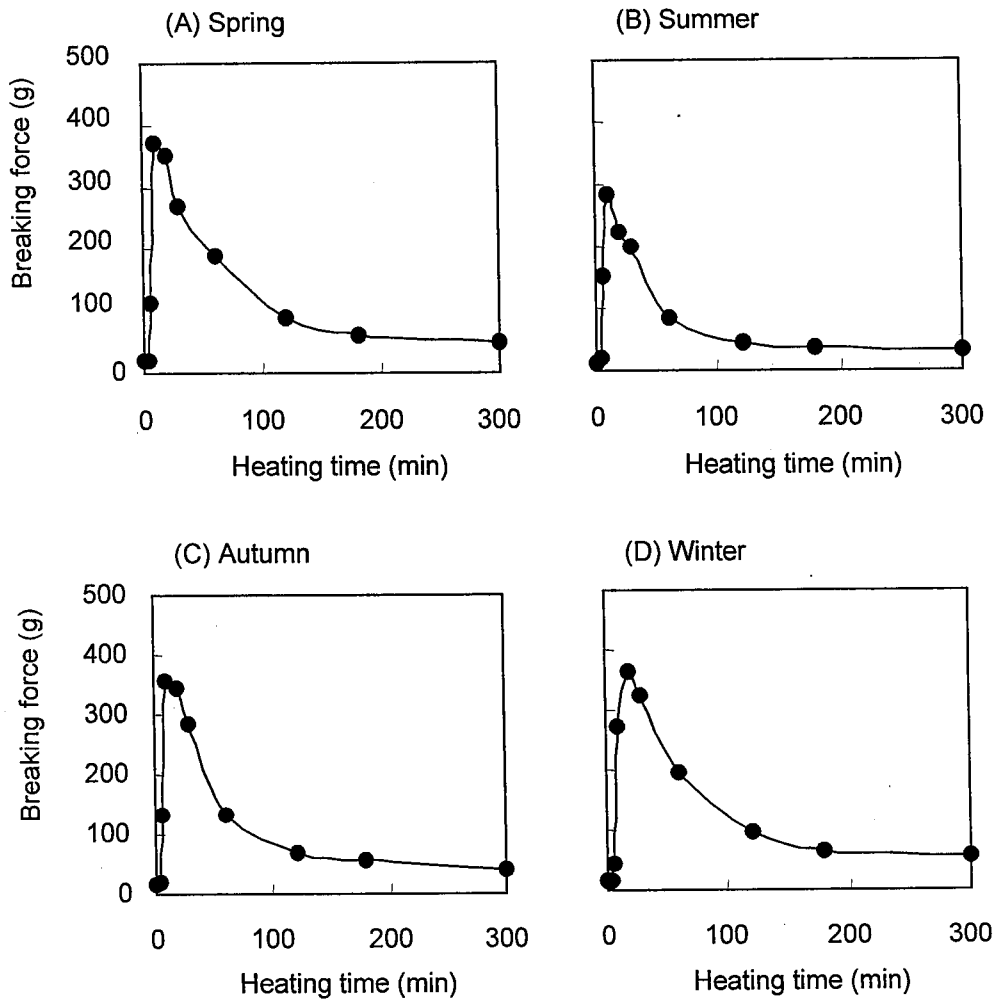 (A) Spring
(B) Summer
Breaking force (g)
500
400
300
200
100
0
0 100 200 300
0 100 200 300
Heating time (min)
Heating time (min)
(C) Autumn
(D) Winter
Breaking force (g)
500
400
300
200
100
0
0 100 200 300
0 100 200 300
Heating time (min)
Heating time (min)